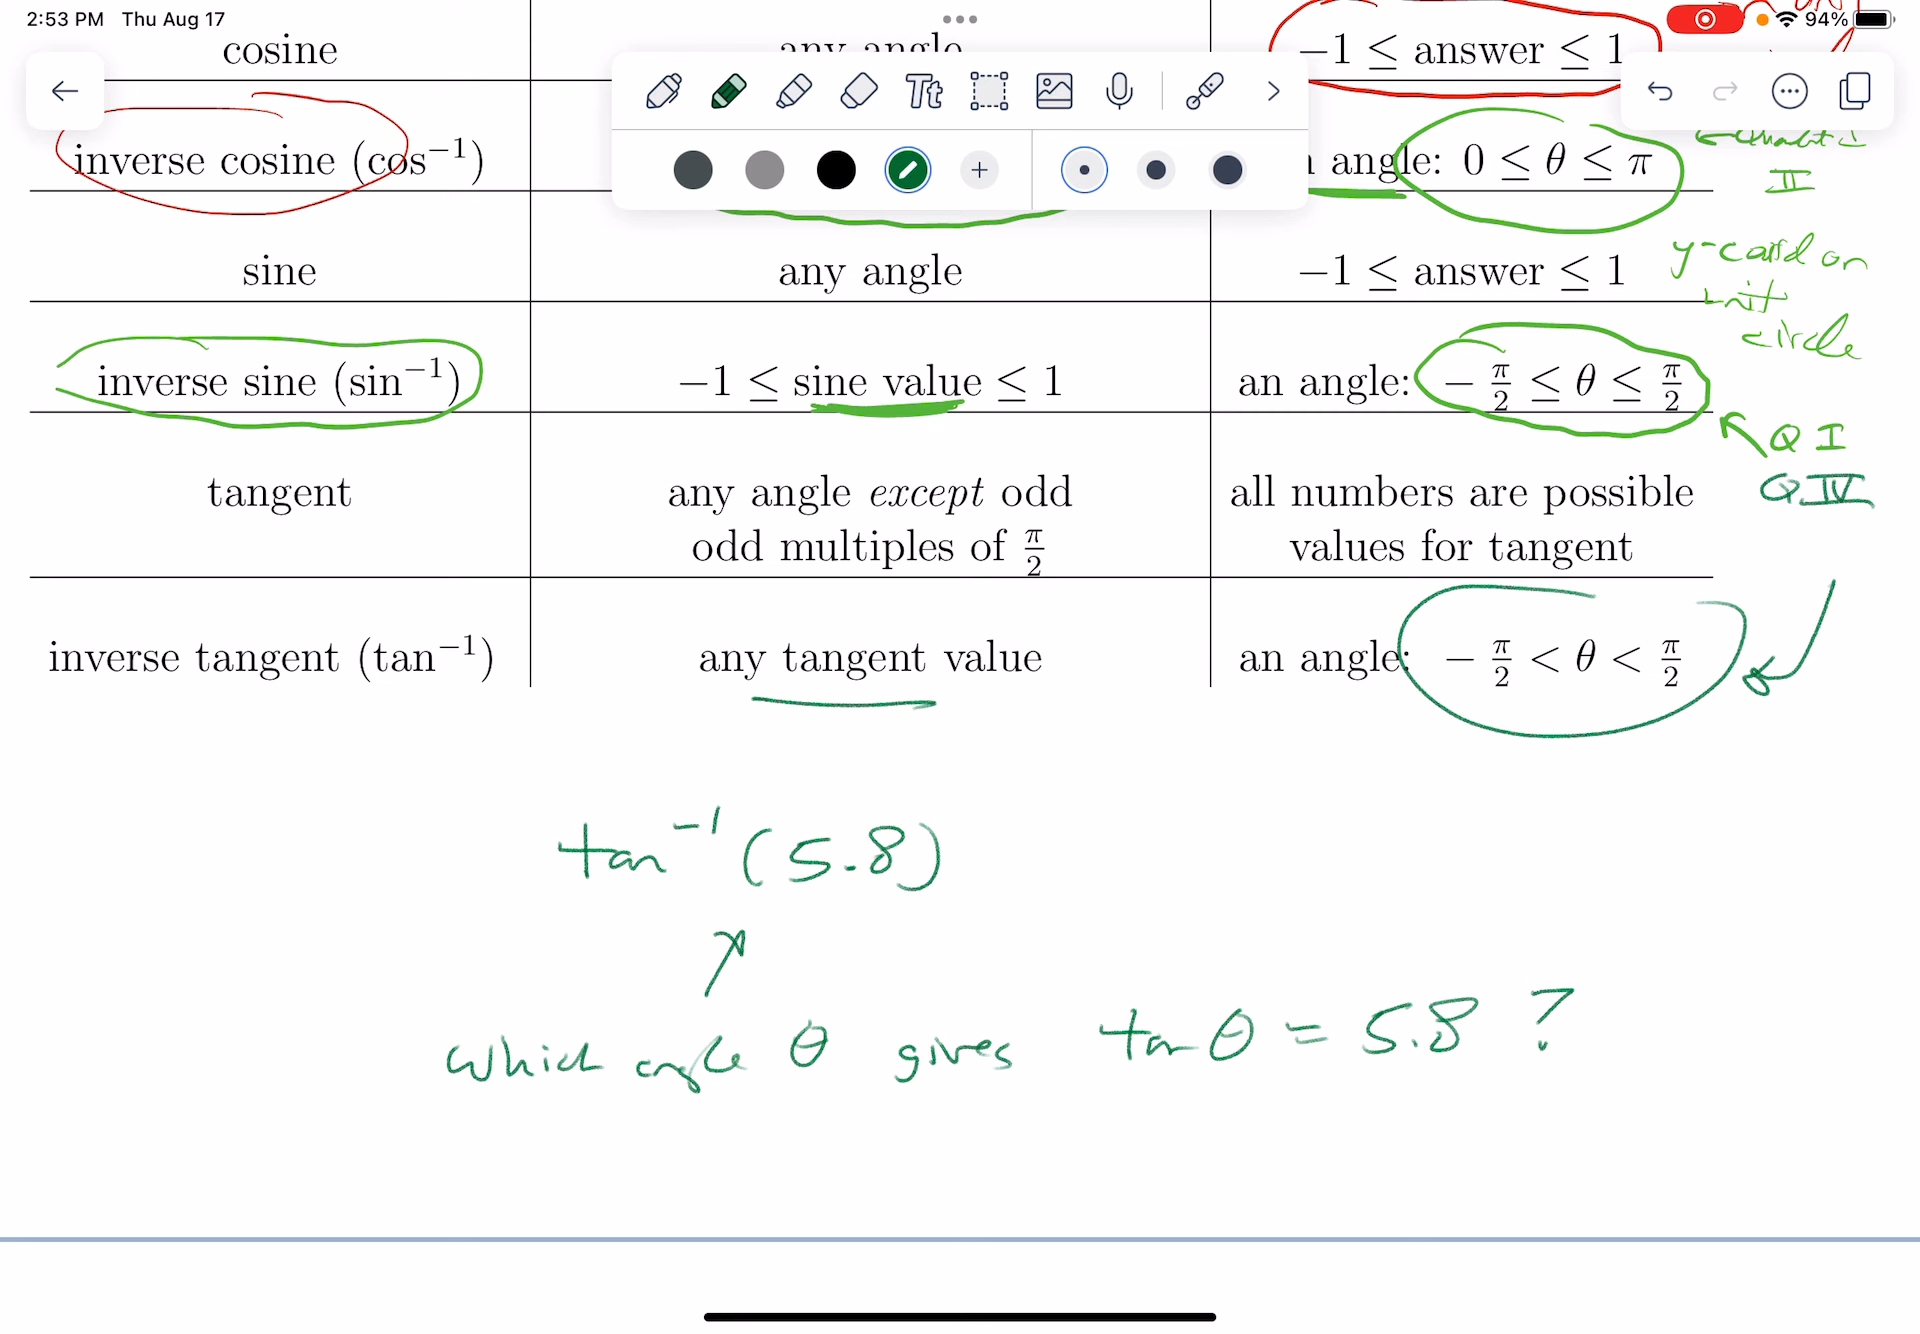 2:53 PM Thu Aug 17
94%
cosine
−1 ≤ answer ≤ 1
Tt
inverse cosine (cos⁻¹)
angle: 0 ≤ θ ≤ π
II
sine any angle −1 ≤ answer ≤ 1
y-coord on
unit
circle
inverse sine (sin⁻¹) −1 ≤ sine value ≤ 1 an angle: − π/2 ≤ θ ≤ π/2
Q I
Q IV
tangent any angle except odd all numbers are possible
odd multiples of π/2 values for tangent
inverse tangent (tan⁻¹) any tangent value an angle: − π/2 < θ < π/2
tan⁻¹(5.8)
which angle θ gives tan θ = 5.8 ?